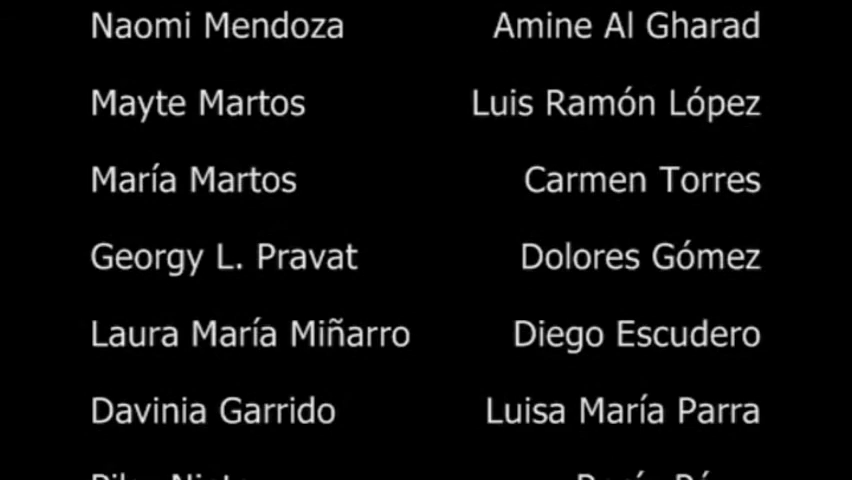 Naomi Mendoza Amine Al Gharad
Mayte Martos Luis Ramón López
María Martos Carmen Torres
Georgy L. Pravat Dolores Gómez
Laura María Miñarro Diego Escudero
Davinia Garrido Luisa María Parra